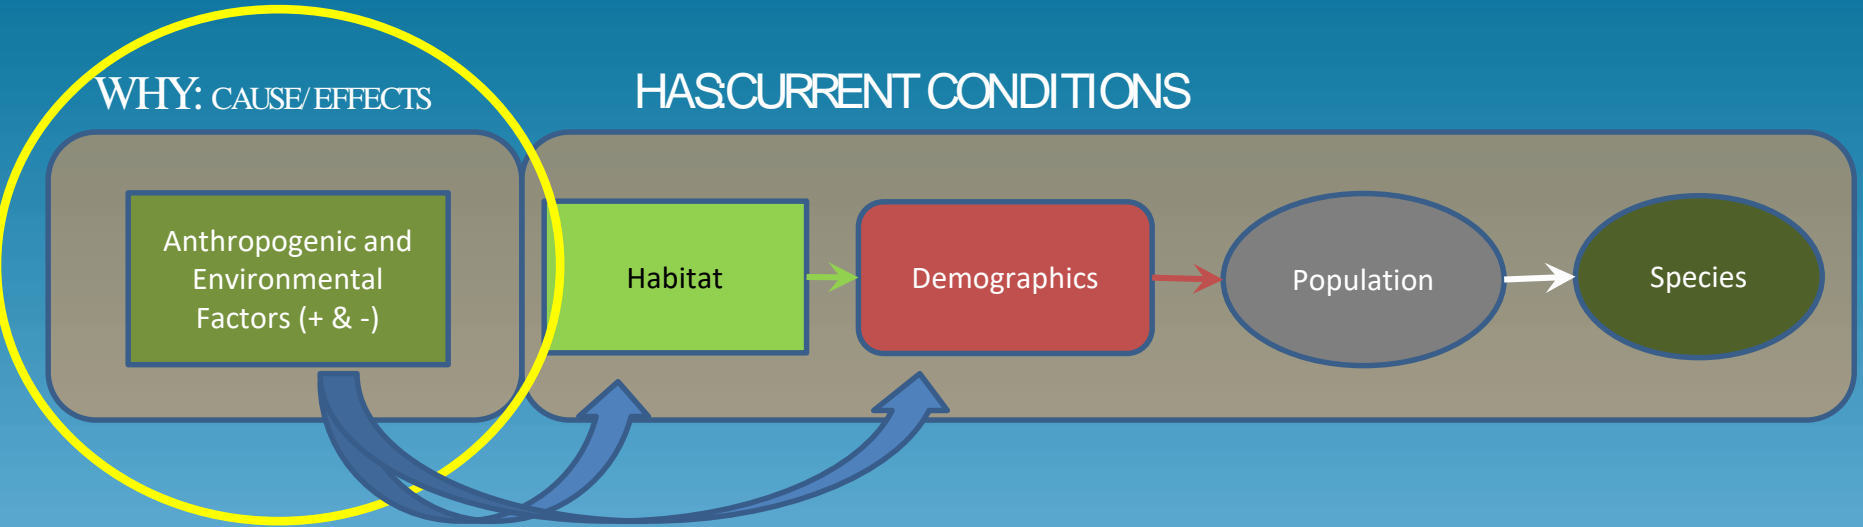 WHY: CAUSE/EFFECTS
HAS:CURRENT CONDITIONS
Anthropogenic and
Environmental
Factors (+ & -)
Habitat
Demographics
Population
Species